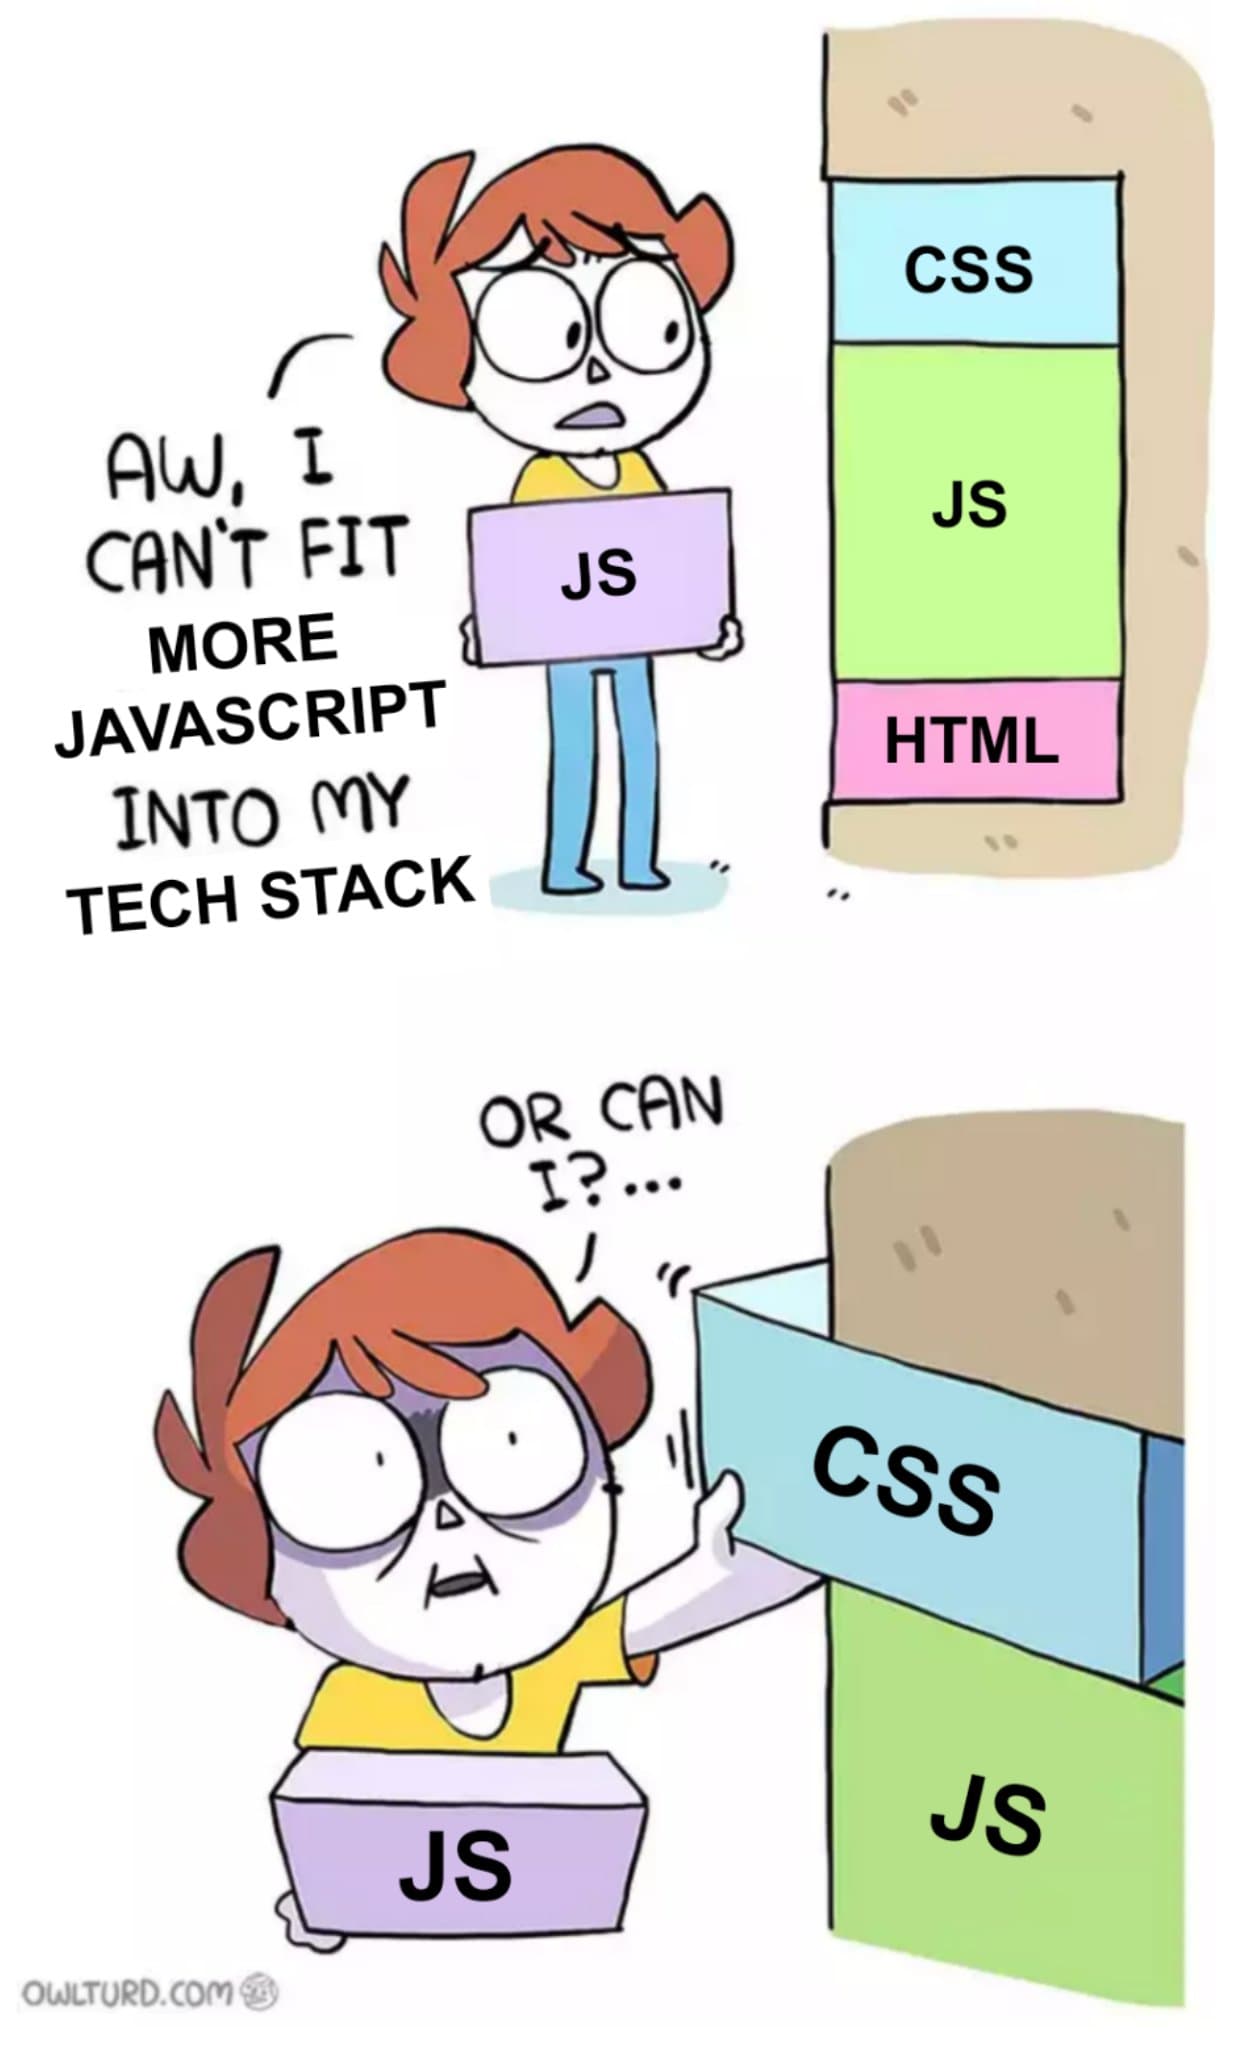 AW, I
CAN'T FIT
MORE
JAVASCRIPT
INTO MY
TECH STACK
JS
CSS
JS
HTML
OR CAN
I?...
CSS
JS
JS
OWLTURD.COM